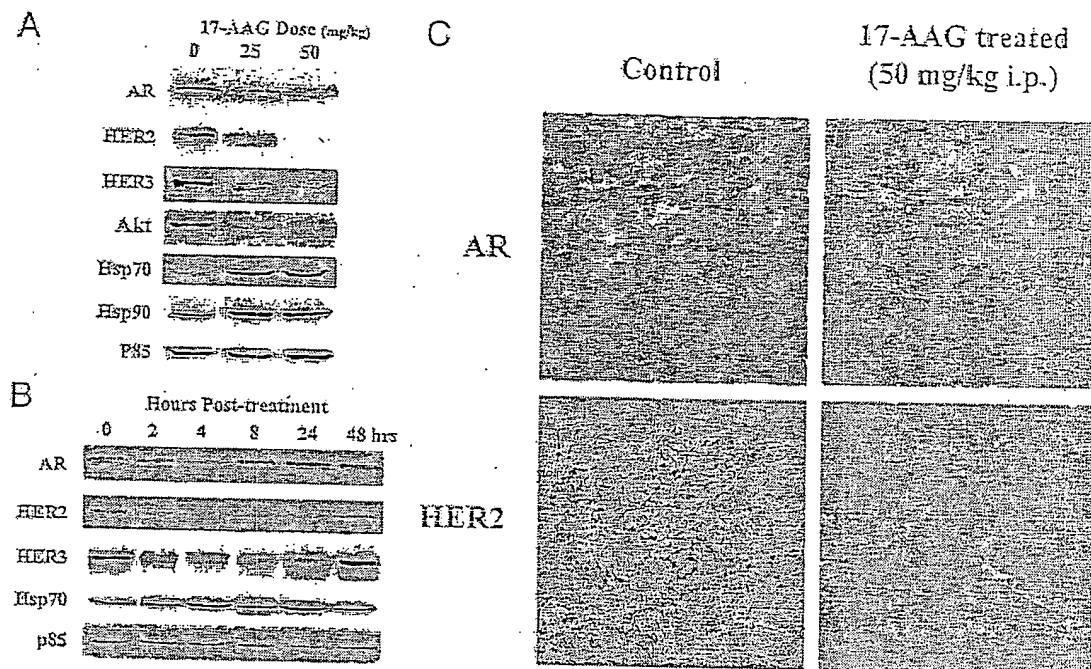 A
17-AAG Dose (mg/kg)
0 25 50
AR
HER2
HER3
Akt
Hsp70
Hsp90
P85
B
Hours Post-treatment
0 2 4 8 24 48 hrs
AR
HER2
HER3
Hsp70
p85
C
Control
17-AAG treated
(50 mg/kg i.p.)
AR
HER2